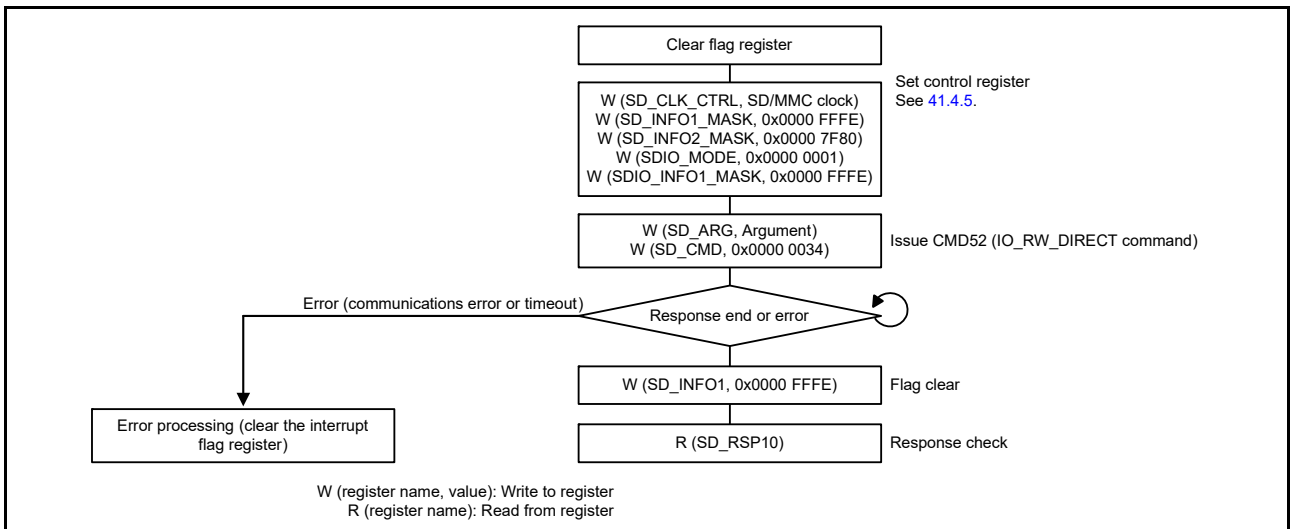 Clear flag register
Set control register
See 41.4.5.
W (SD_CLK_CTRL, SD/MMC clock)
W (SD_INFO1_MASK, 0x0000 FFFE)
W (SD_INFO2_MASK, 0x0000 7F80)
W (SDIO_MODE, 0x0000 0001)
W (SDIO_INFO1_MASK, 0x0000 FFFE)
W (SD_ARG, Argument)
W (SD_CMD, 0x0000 0034)
Issue CMD52 (IO_RW_DIRECT command)
Error (communications error or timeout)
Response end or error
W (SD_INFO1, 0x0000 FFFE)
Flag clear
Error processing (clear the interrupt
flag register)
R (SD_RSP10)
Response check
W (register name, value): Write to register
R (register name): Read from register